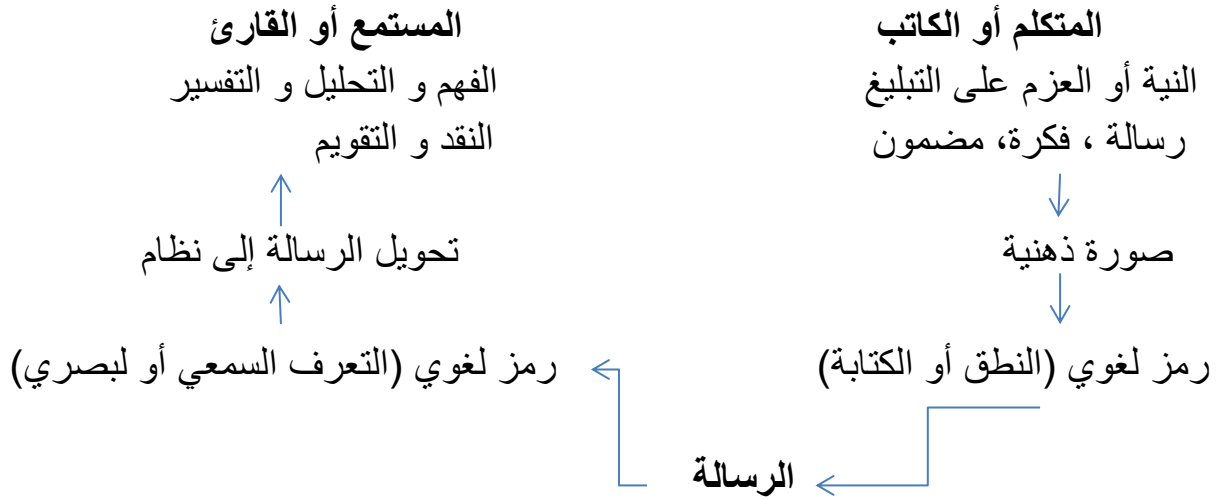 المتكلم أو الكاتب
النية أو العزم على التبليغ
رسالة ، فكرة، مضمون
صورة ذهنية
رمز لغوي (النطق أو الكتابة)
الرسالة
المستمع أو القارئ
الفهم و التحليل و التفسير
النقد و التقويم
تحويل الرسالة إلى نظام
رمز لغوي (التعرف السمعي أو لبصري)